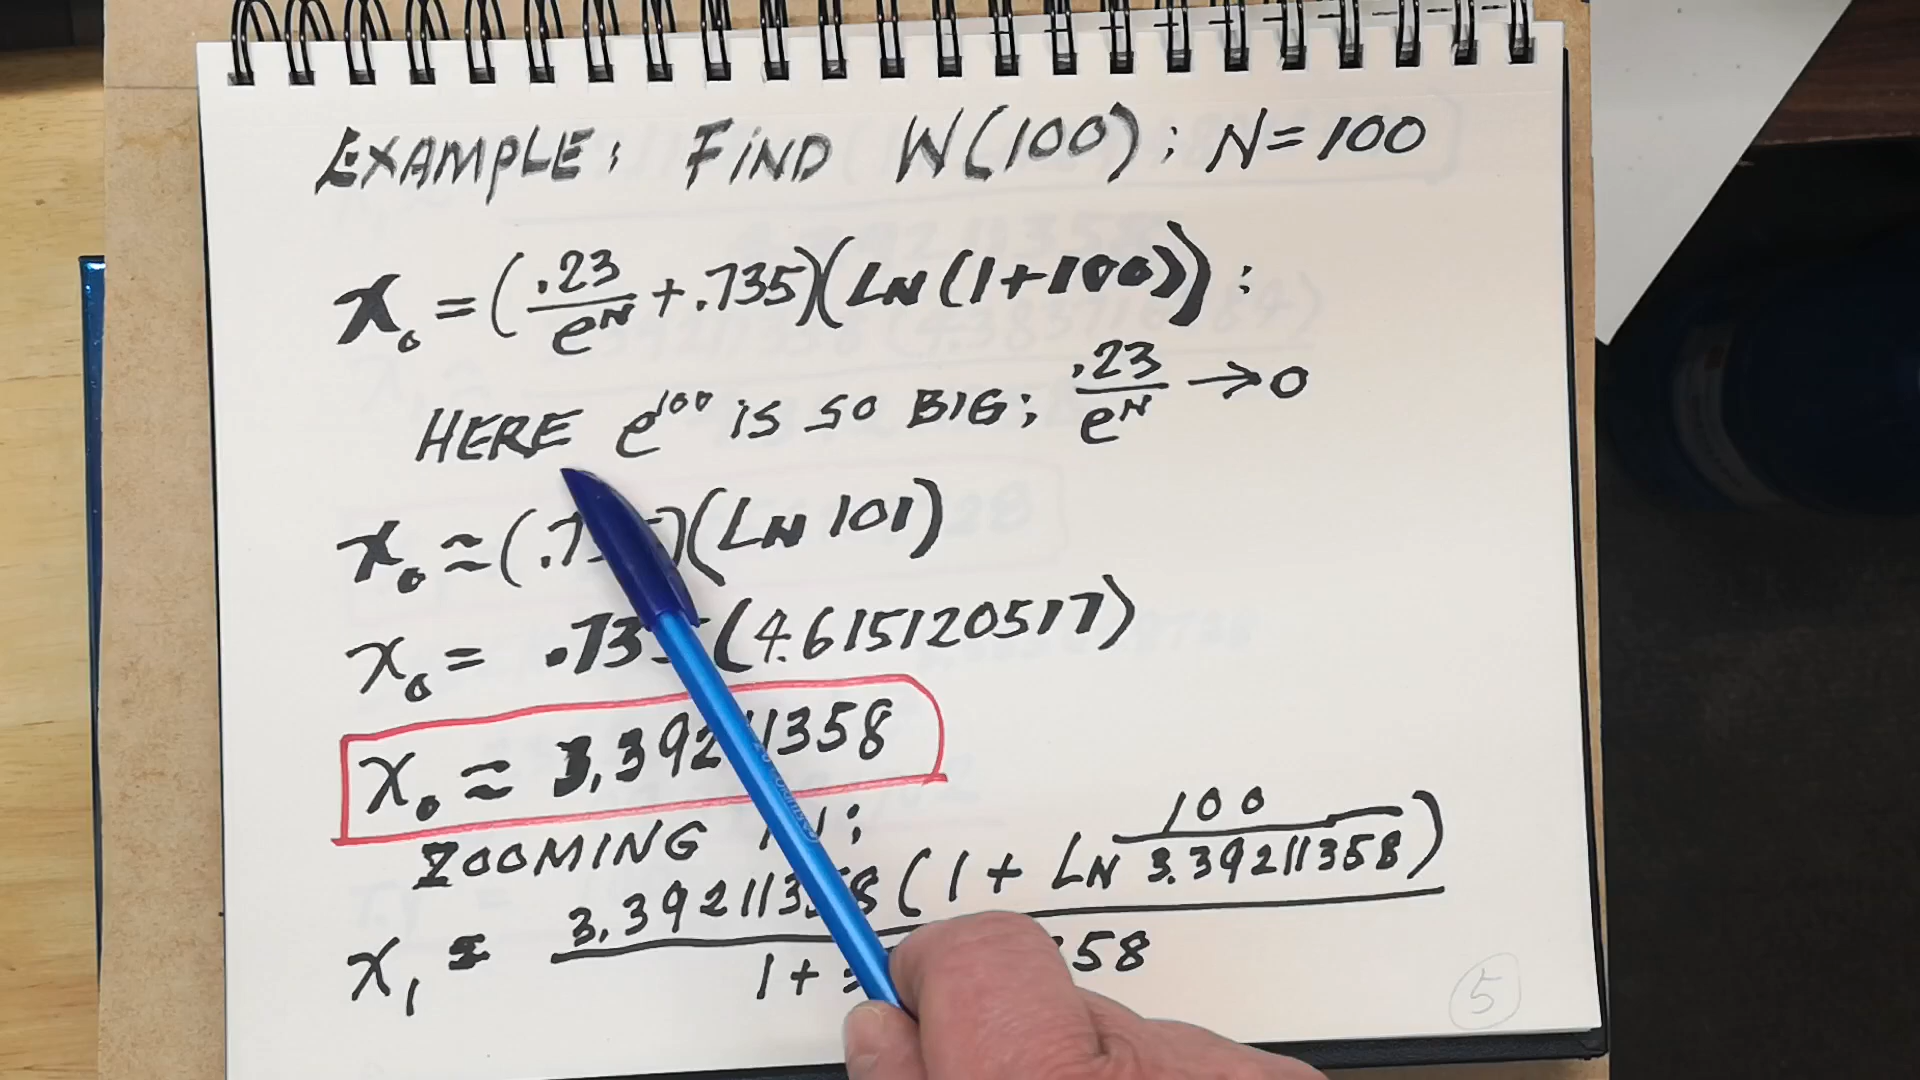 EXAMPLE: FIND W(100); N=100
x₀ = (.23/e^N + .735)(LN(1+100)):
HERE e^100 is so BIG; .23/e^N → 0
x₀ ≈ (.7 )(LN 101)
x₀ = .73 (4.615120517)
x₀ ≈ 3.392 1358
ZOOMING
x₁ = 3.39211358(1 + LN 100/3.39211358) / 1 + 58
5